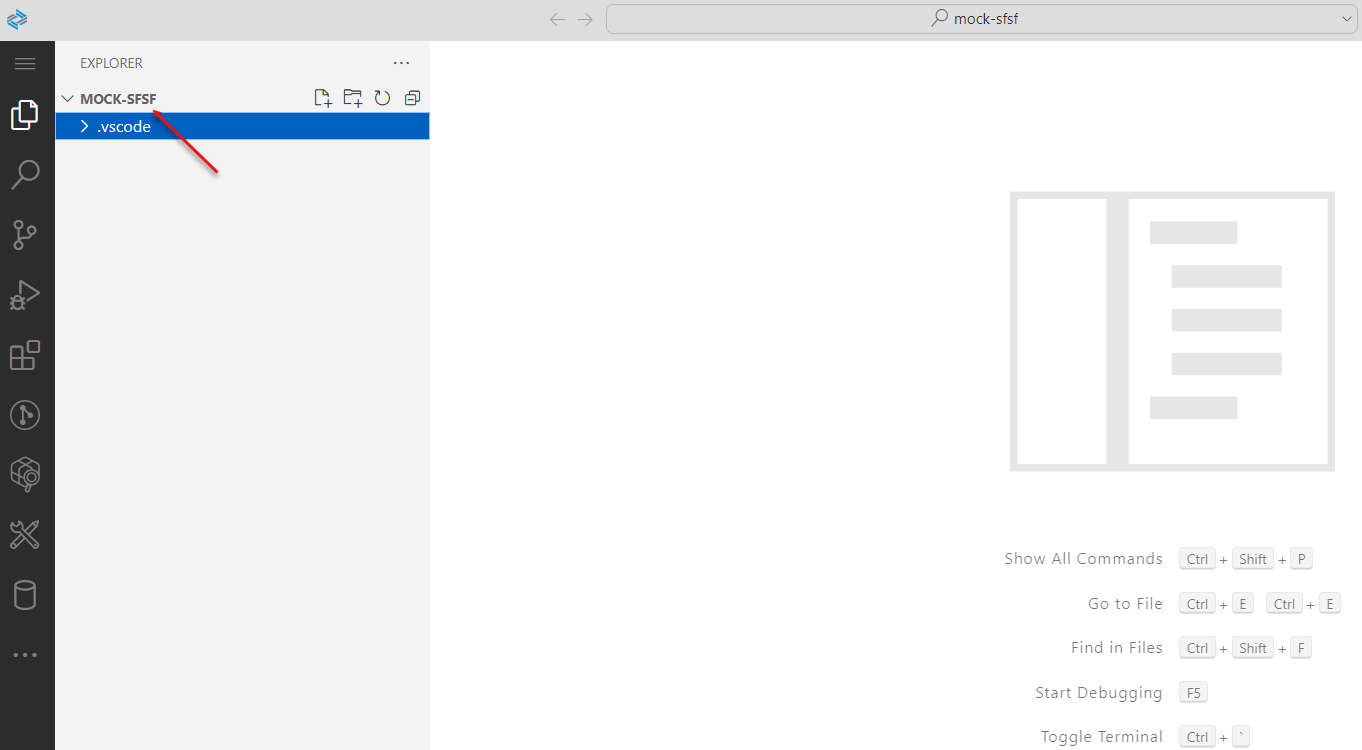 mock-sfsf
EXPLORER
MOCK-SFSF
.vscode
Show All Commands Ctrl + Shift + P
Go to File Ctrl + E Ctrl + E
Find in Files Ctrl + Shift + F
Start Debugging F5
Toggle Terminal Ctrl + `